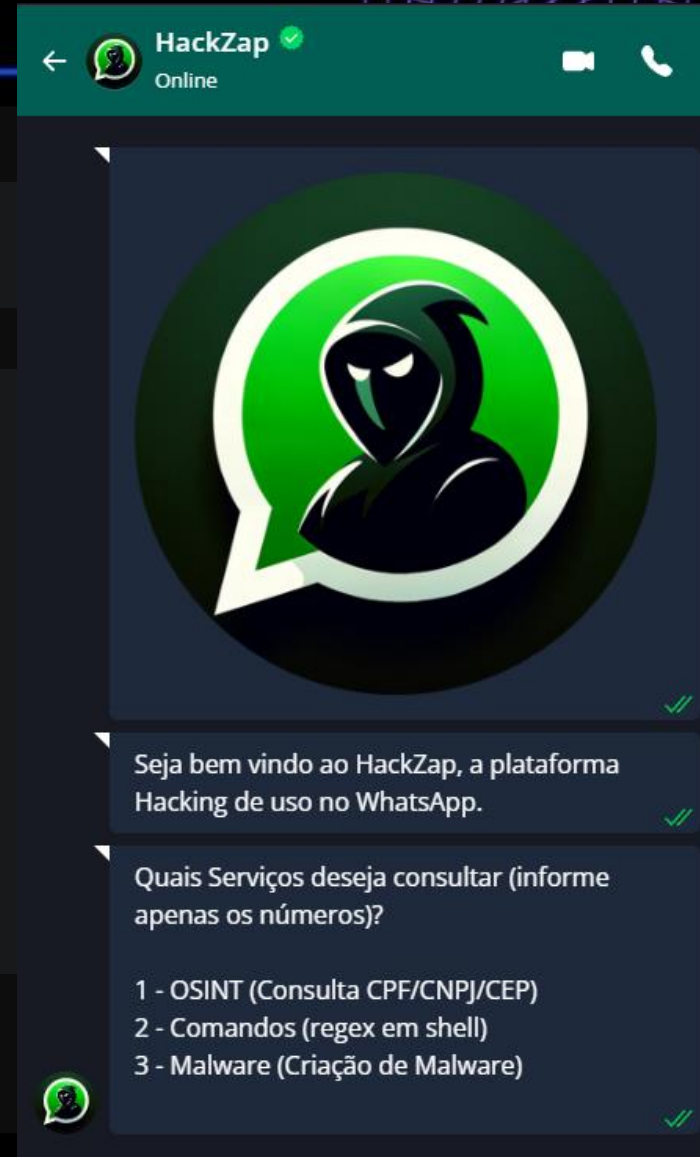 HackZap
Online
Seja bem vindo ao HackZap, a plataforma
Hacking de uso no WhatsApp.
Quais Serviços deseja consultar (informe
apenas os números)?
1 - OSINT (Consulta CPF/CNPJ/CEP)
2 - Comandos (regex em shell)
3 - Malware (Criação de Malware)